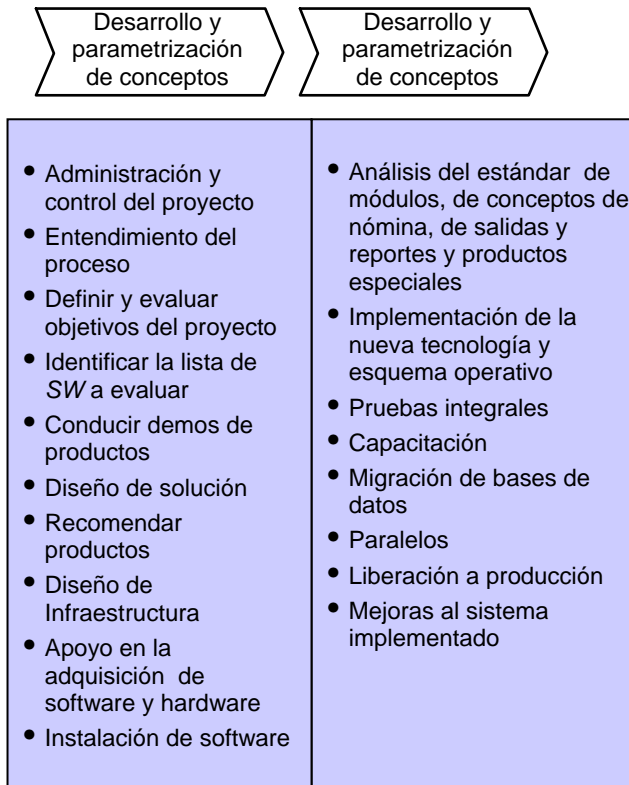 Desarrollo y
parametrización
de conceptos
Desarrollo y
parametrización
de conceptos
• Administración y
control del proyecto
• Entendimiento del
proceso
• Definir y evaluar
objetivos del proyecto
• Identificar la lista de
SW a evaluar
• Conducir demos de
productos
• Diseño de solución
• Recomendar
productos
• Diseño de
Infraestructura
• Apoyo en la
adquisición de
software y hardware
• Instalación de software
• Análisis del estándar de
módulos, de conceptos de
nómina, de salidas y
reportes y productos
especiales
• Implementación de la
nueva tecnología y
esquema operativo
• Pruebas integrales
• Capacitación
• Migración de bases de
datos
• Paralelos
• Liberación a producción
• Mejoras al sistema
implementado